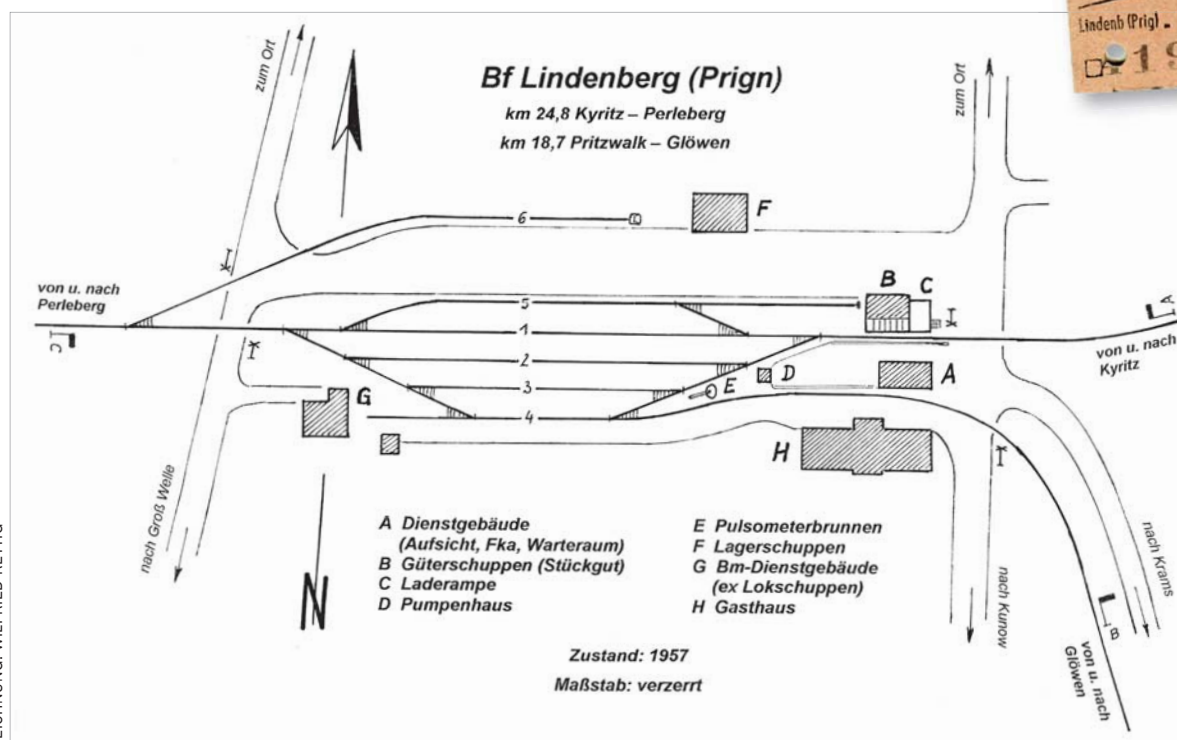 Lindenb (Prig) -
19
Bf Lindenberg (Prign)
km 24,8 Kyritz – Perleberg
km 18,7 Pritzwalk – Glöwen
zum Ort
zum Ort
6
F
von u. nach
Perleberg
5
B
C
A
1
C
2
von u. nach
Kyritz
3
E
D
A
G
4
H
nach Groß Welle
N
A Dienstgebäude
(Aufsicht, Fka, Warteraum)
B Güterschuppen (Stückgut)
C Laderampe
D Pumpenhaus
E Pulsometerbrunnen
F Lagerschuppen
G Bm-Dienstgebäude
(ex Lokschuppen)
H Gasthaus
nach Kunow
nach Krams
B
von u. nach
Glöwen
Zustand: 1957
Maßstab: verzerrt